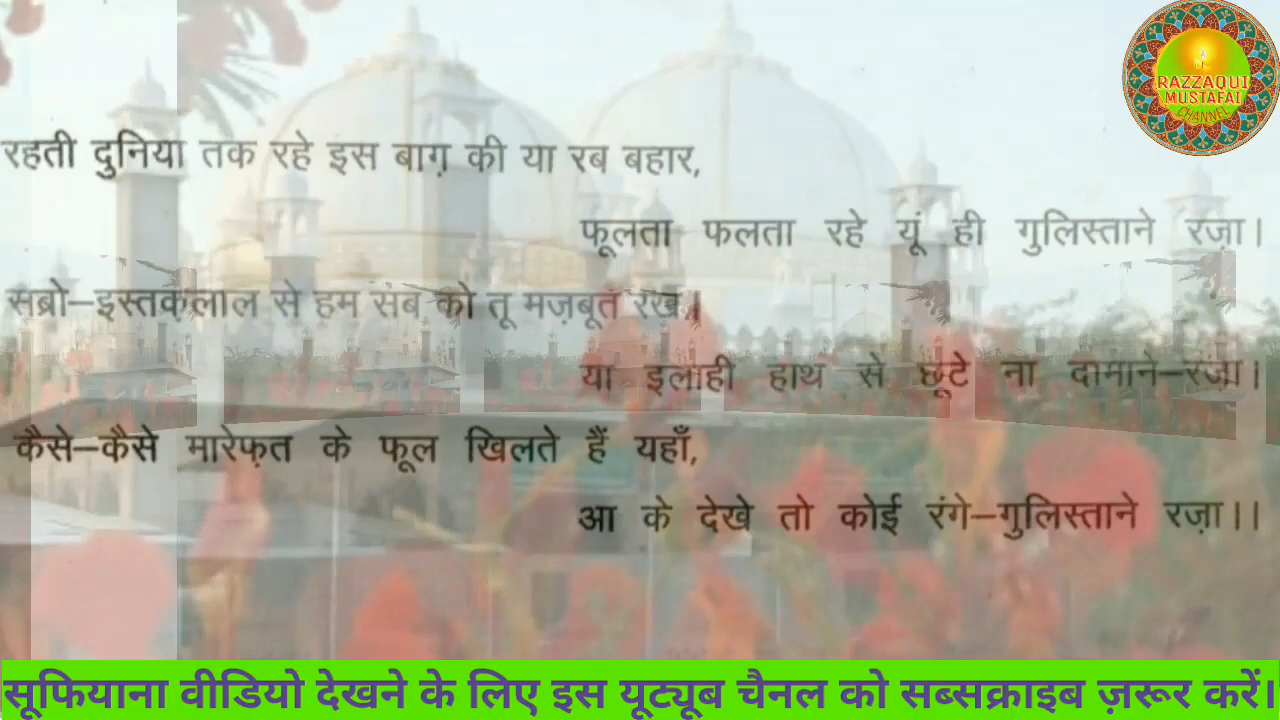 RAZZAQUI
MUSTAFAI
CHANNEL
रहती दुनिया तक रहे इस बाग़ की या रब बहार,
फूलता फलता रहे यूं ही गुलिस्ताने रज़ा।
सब्रो–इस्तक़लाल से हम सब को तू मज़बूत रख।
या इलाही हाथ से छूटे ना दामाने–रज़ा।
कैसे–कैसे मारेफ़त के फूल खिलते हैं यहाँ,
आ के देखे तो कोई रंगे–गुलिस्ताने रज़ा।।
सूफियाना वीडियो देखने के लिए इस यूट्यूब चैनल को सब्सक्राइब ज़रूर करें।